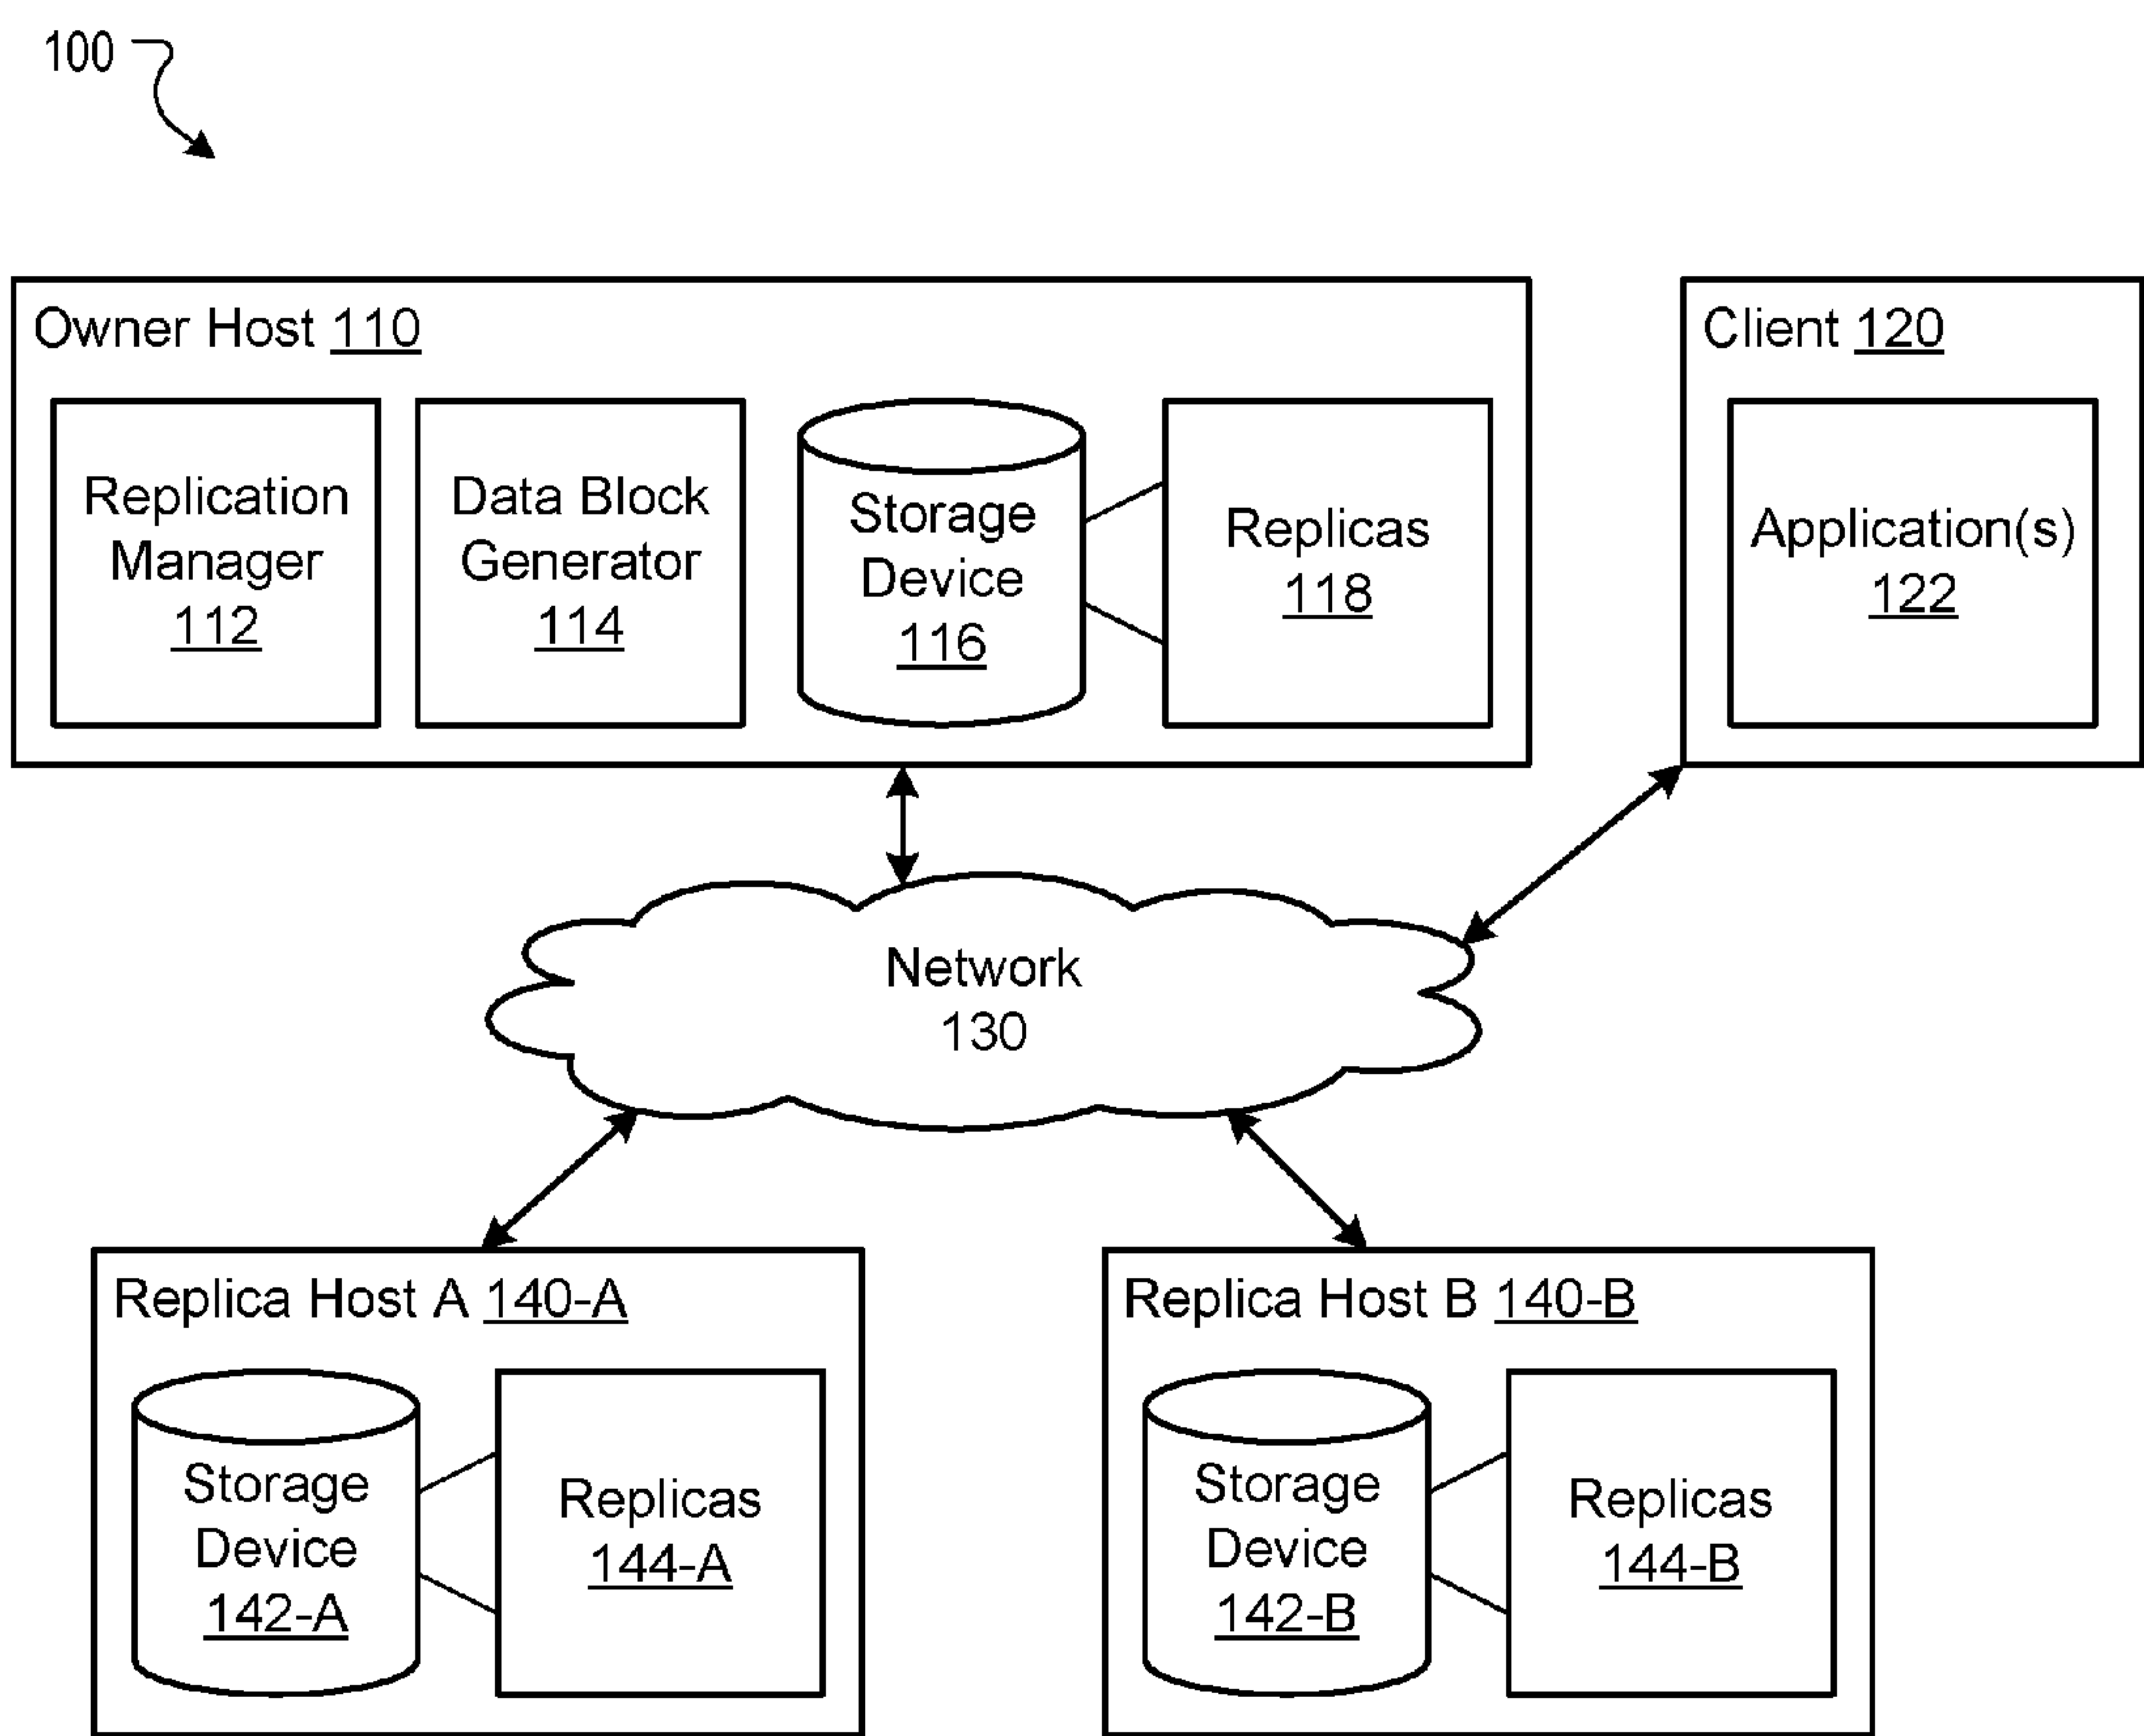 100
Owner Host 110
Replication
Manager
112
Data Block
Generator
114
Storage
Device
116
Replicas
118
Client 120
Application(s)
122
Network
130
Replica Host A 140-A
Storage
Device
142-A
Replicas
144-A
Replica Host B 140-B
Storage
Device
142-B
Replicas
144-B